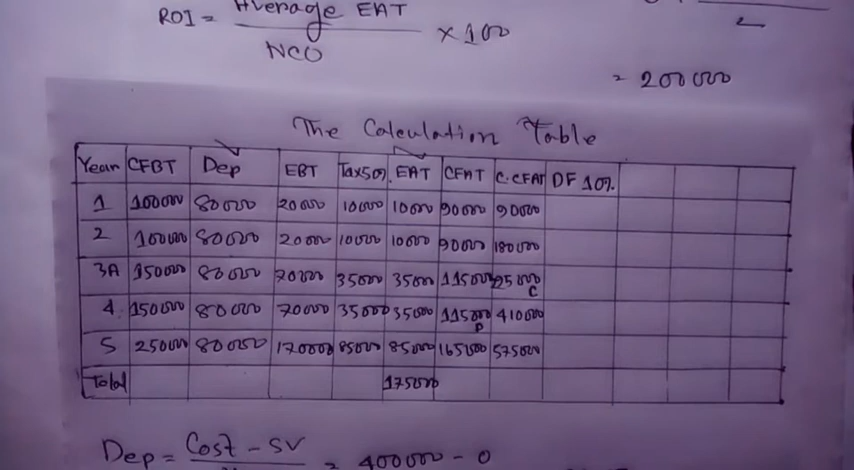 ROI = Average EAT
NCO
× 100
2
= 200000
The Calculation Table
Year CFBT Dep EBT Tax50%. EAT CFAT C.CFAT DF 10%.
1 100000 80000 20000 10000 10000 90000 90000
2 100000 80000 20000 10000 10000 90000 180000
3A 150000 80000 70000 35000 35000 115000 295000 C
4 150000 80000 70000 35000 35000 115000 D 410000
5 250000 80000 170000 85000 85000 165000 575000
Total 175000
Dep = Cost - SV = 400000 - 0